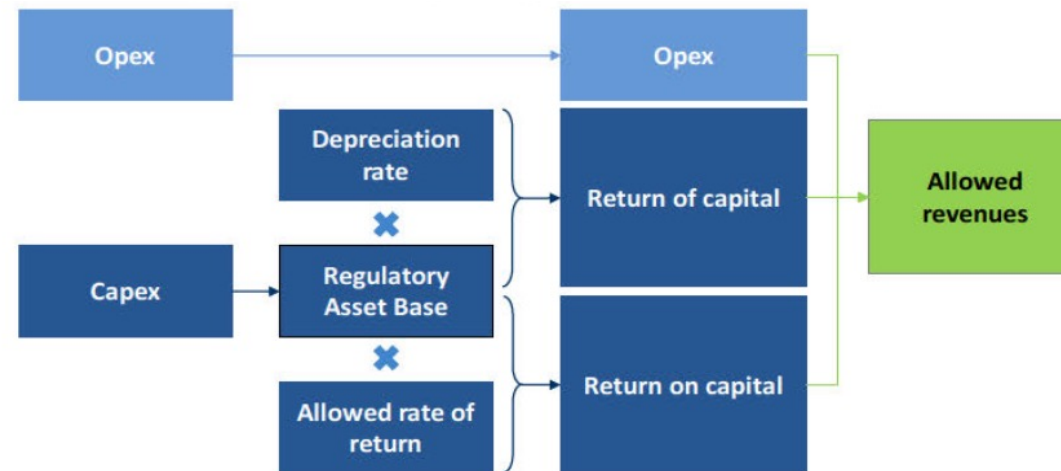 Opex
Opex
Depreciation
rate
Return of capital
Allowed
revenues
Capex
Regulatory
Asset Base
Return on capital
Allowed rate of
return